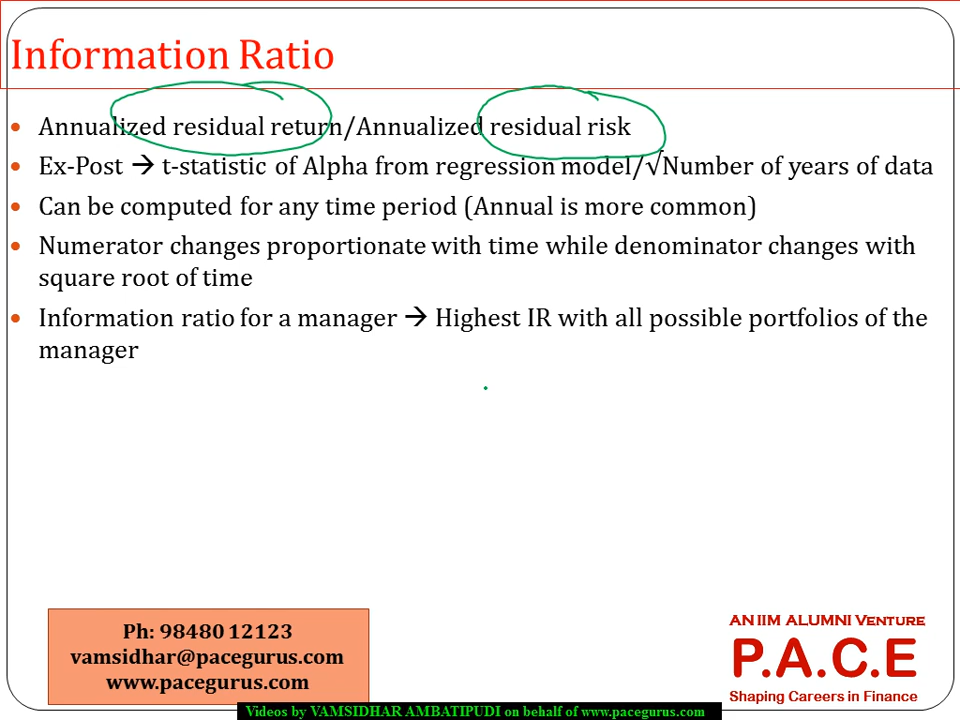 Information Ratio
• Annualized residual return/Annualized residual risk
• Ex-Post → t-statistic of Alpha from regression model/√Number of years of data
• Can be computed for any time period (Annual is more common)
• Numerator changes proportionate with time while denominator changes with
square root of time
• Information ratio for a manager → Highest IR with all possible portfolios of the
manager
Ph: 98480 12123
vamsidhar@pacegurus.com
www.pacegurus.com
AN IIM ALUMNI VENTURE
P.A.C.E
Shaping Careers in Finance
Videos by VAMSIDHAR AMBATIPUDI on behalf of www.pacegurus.com